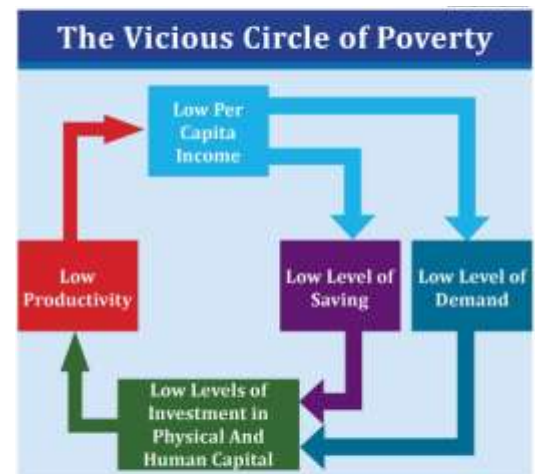 The Vicious Circle of Poverty
Low Per
Capita
Income
Low
Productivity
Low Level of
Saving
Low Level of
Demand
Low Levels of
Investment in
Physical And
Human Capital